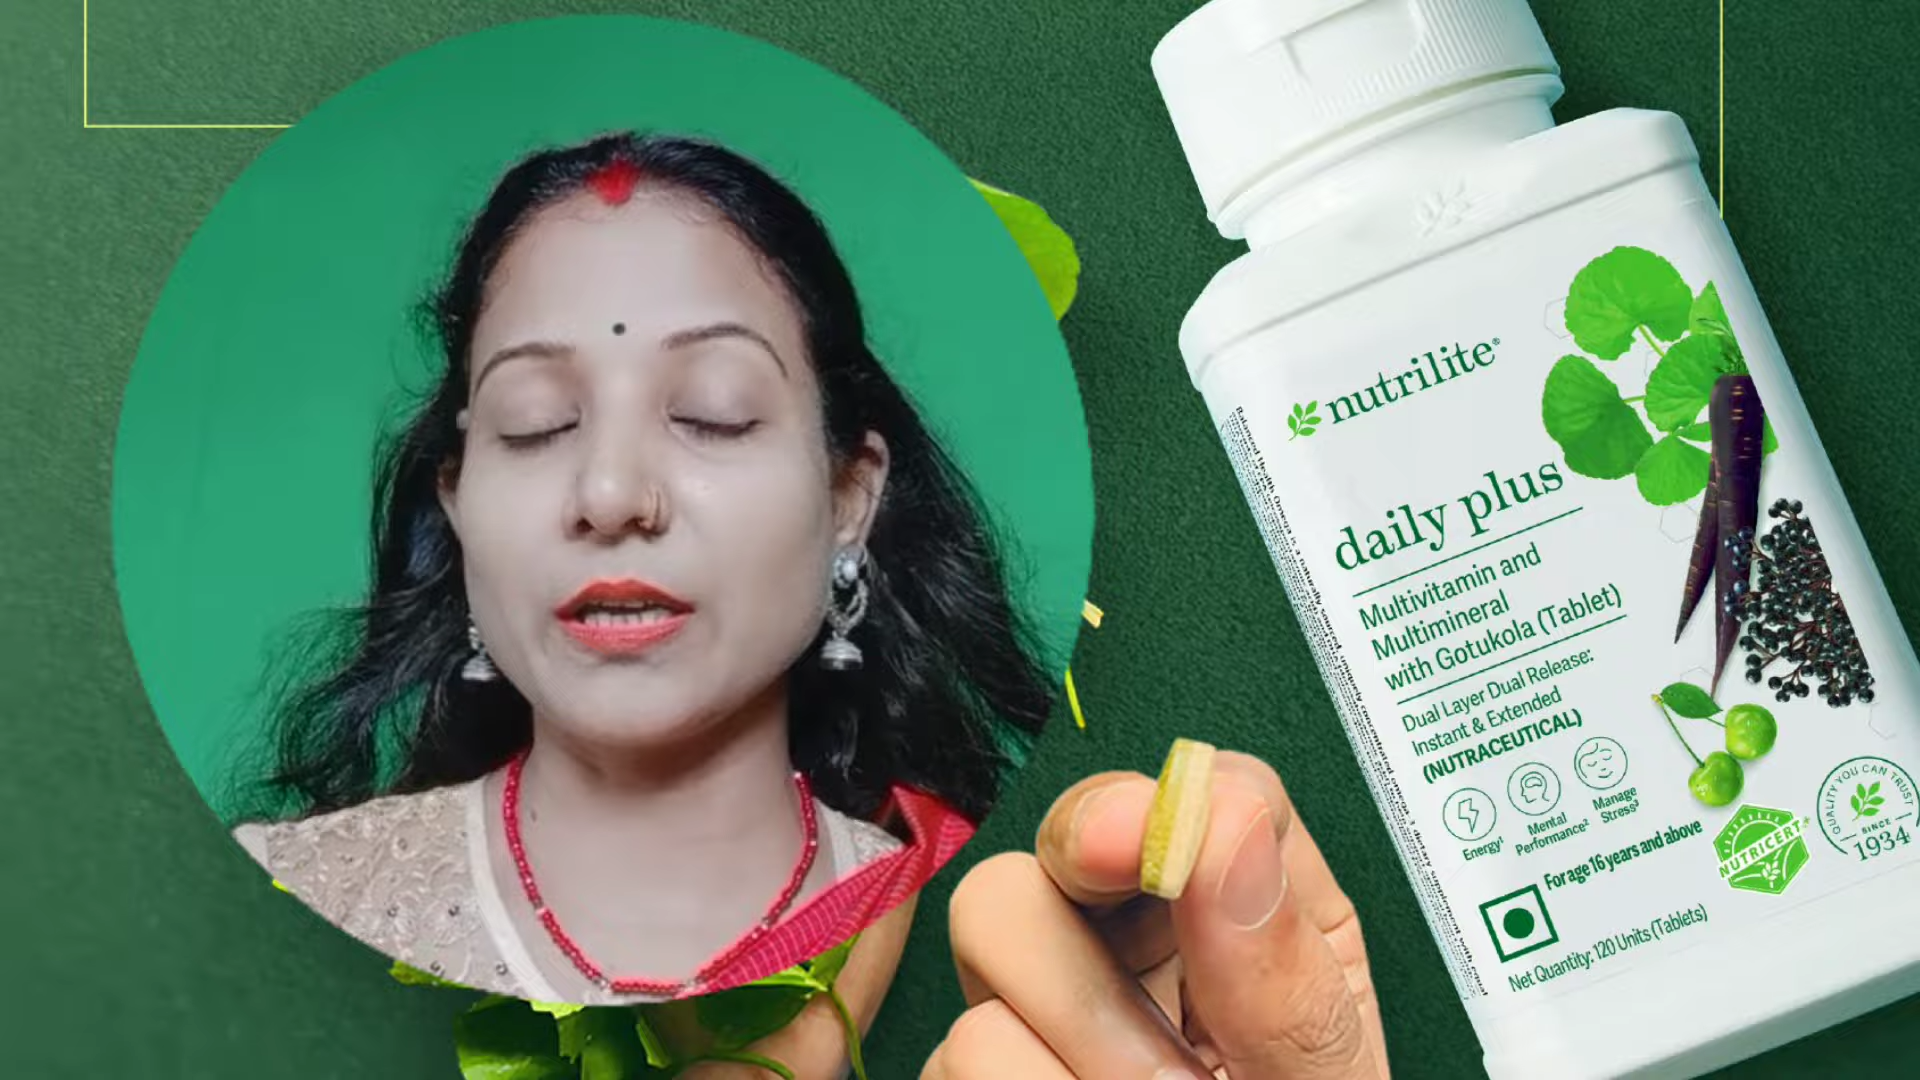 nutrilite®
daily plus
Multivitamin and
Multimineral
with Gotukola (Tablet)
Dual Layer Dual Release:
Instant & Extended
(NUTRACEUTICAL)
Energy¹
Mental
Performance²
Manage
Stress³
For age 16 years and above
NUTRICERT
QUALITY YOU CAN TRUST
SINCE
1934
Net Quantity: 120 Units (Tablets)